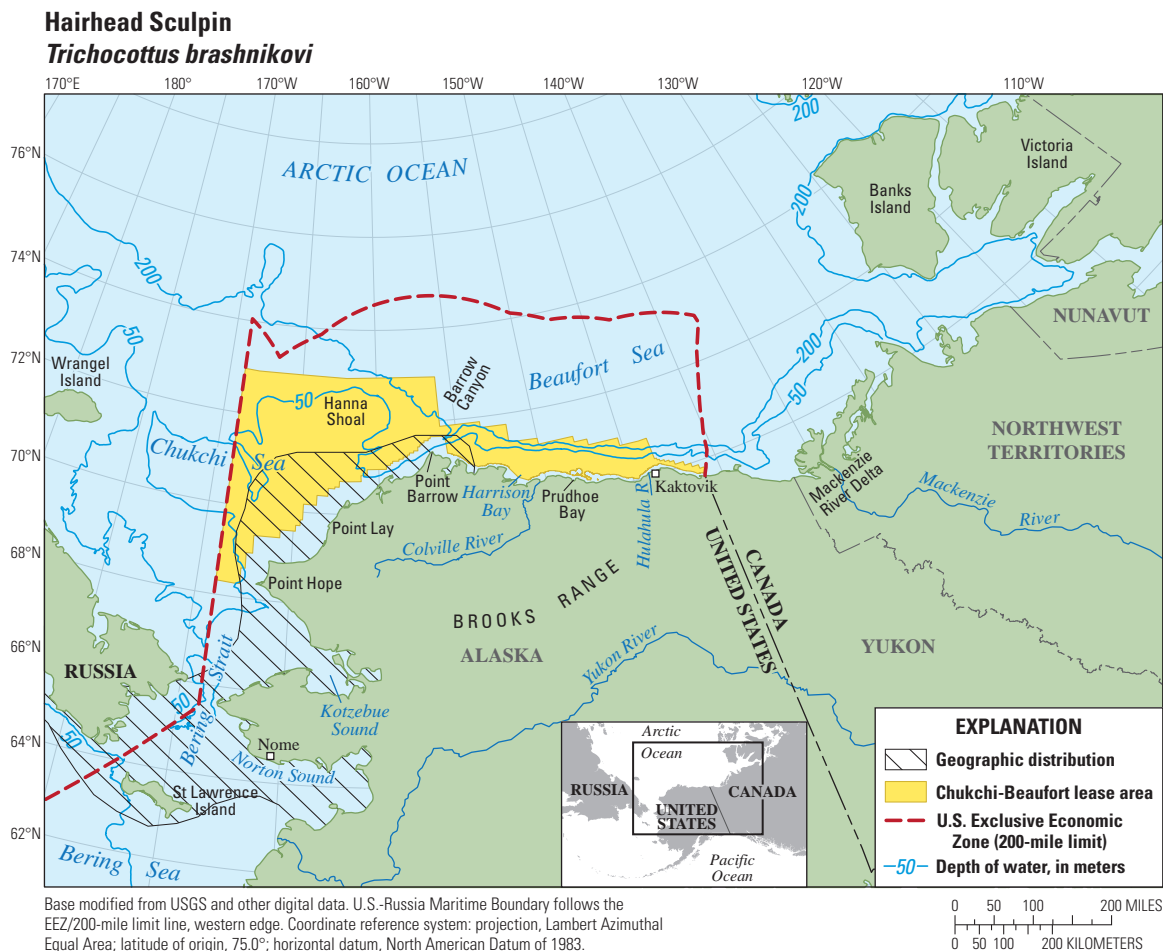 Hairhead Sculpin
Trichocottus brashnikovi
170°E
180°
170°W
160°W
150°W
140°W
130°W
120°W
110°W
76°N
74°N
72°N
70°N
68°N
66°N
64°N
62°N
200
ARCTIC OCEAN
Victoria
Island
Banks
Island
200
200
50
NUNAVUT
Wrangel
Island
Beaufort Sea
Barrow
Canyon
200
50
50
Hanna
Shoal
Chukchi Sea
NORTHWEST
TERRITORIES
Point
Barrow
Harrison
Bay
Prudhoe
Bay
Hulahula R.
Kaktovik
Mackenzie
River Delta
Mackenzie River
Point Lay
Colville River
Point Hope
BROOKS RANGE
CANADA
UNITED STATES
ALASKA
YUKON
Yukon River
RUSSIA
Bering Strait
50
Kotzebue
Sound
50
Nome
Norton Sound
St Lawrence
Island
Bering Sea
Arctic
Ocean
RUSSIA
CANADA
UNITED
STATES
Pacific
Ocean
EXPLANATION
Geographic distribution
Chukchi-Beaufort lease area
U.S. Exclusive Economic
Zone (200-mile limit)
50 Depth of water, in meters
Base modified from USGS and other digital data. U.S.-Russia Maritime Boundary follows the
EEZ/200-mile limit line, western edge. Coordinate reference system: projection, Lambert Azimuthal
Equal Area; latitude of origin, 75.0°; horizontal datum, North American Datum of 1983.
0 50 100 200 MILES
0 50 100 200 KILOMETERS